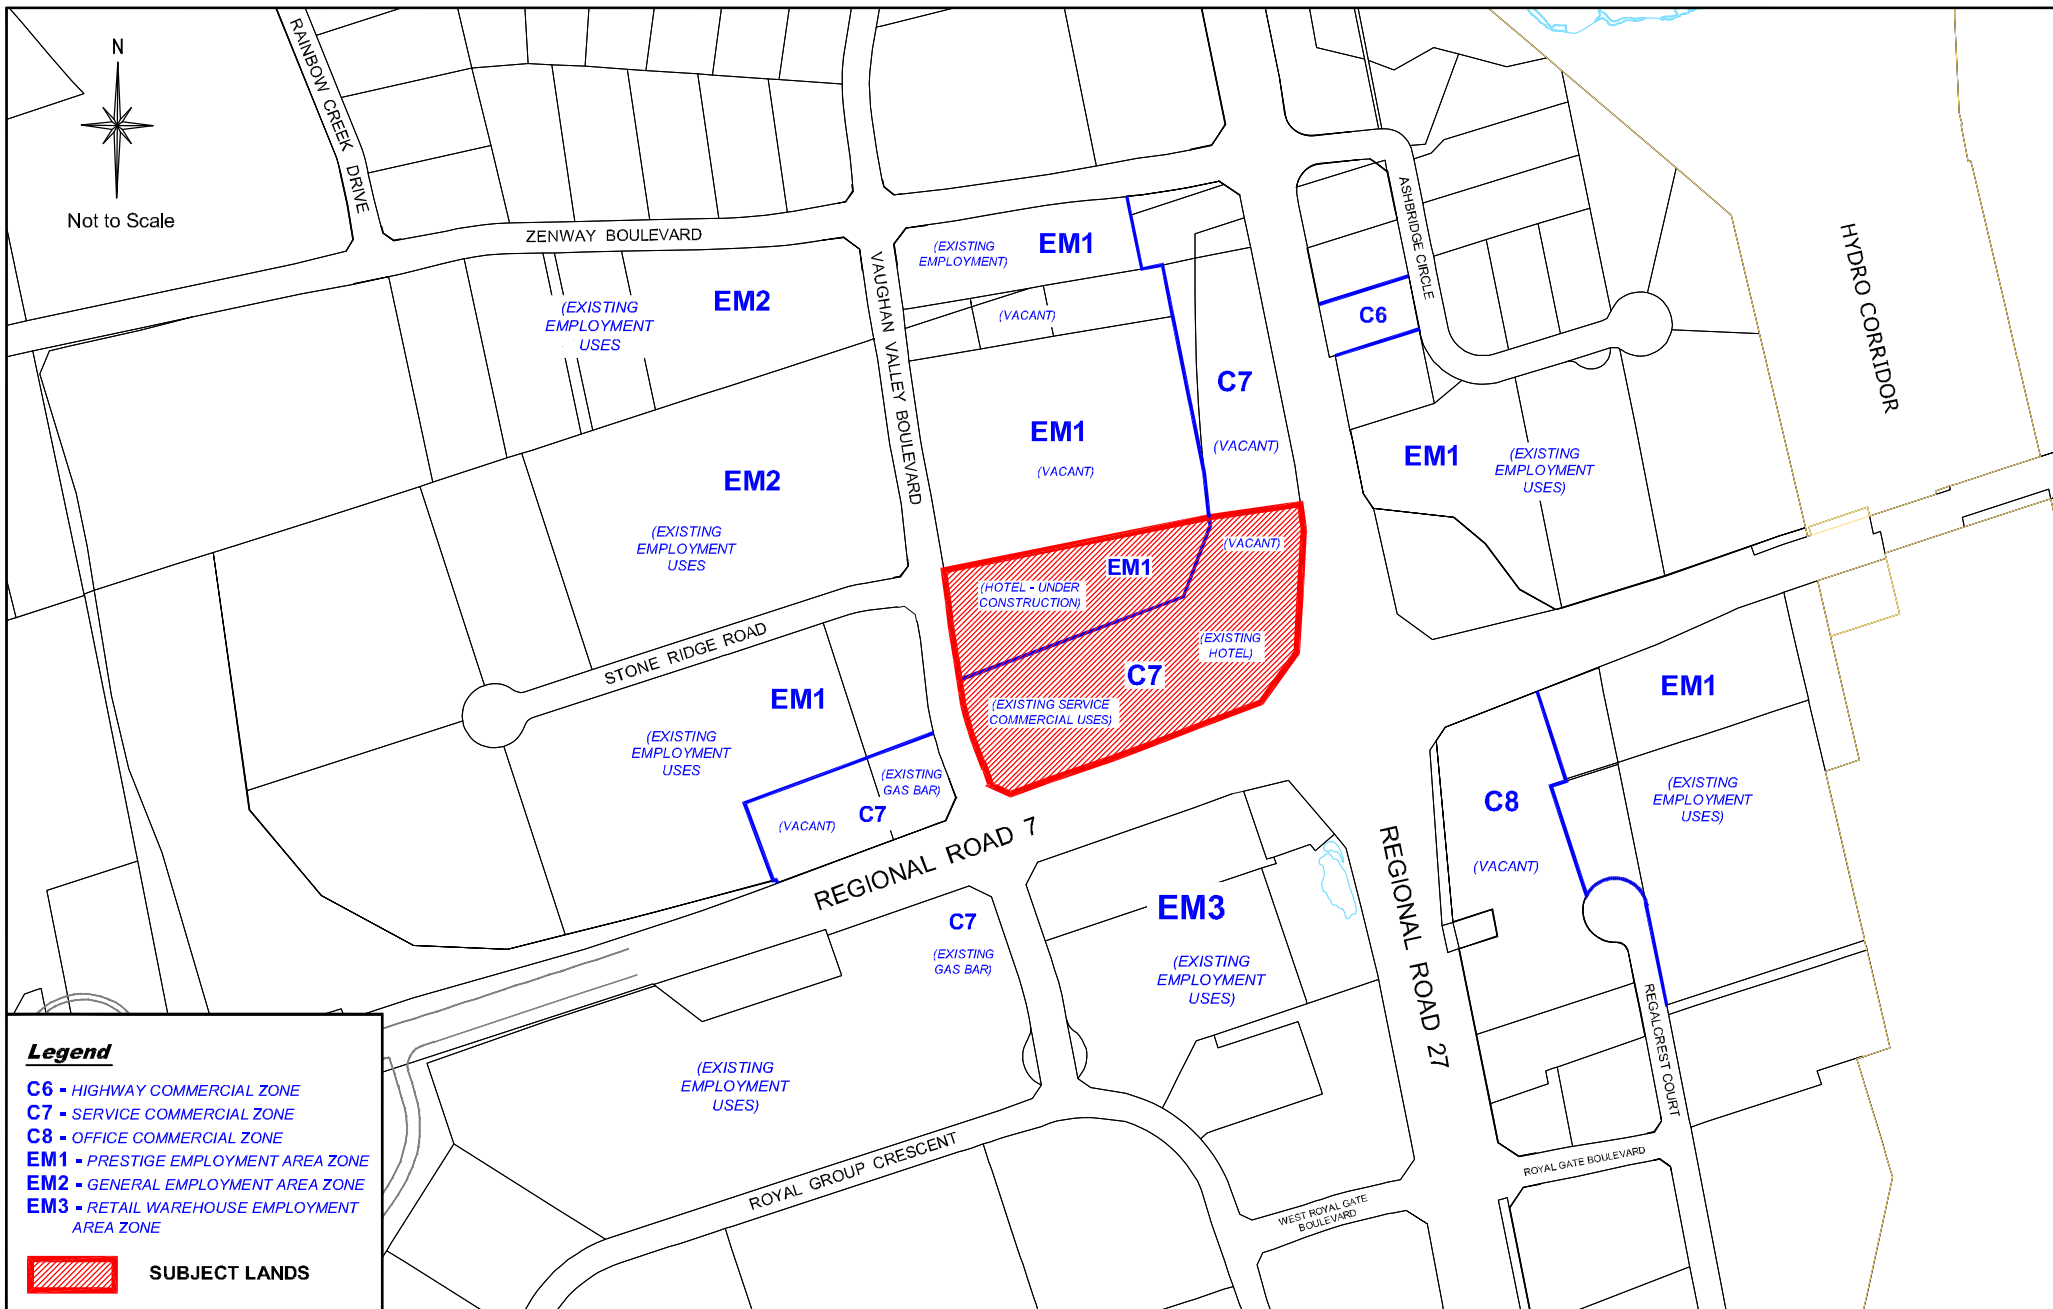 N
Not to Scale
RAINBOW CREEK DRIVE
ZENWAY BOULEVARD
VAUGHAN VALLEY BOULEVARD
ASHBRIDGE CIRCLE
HYDRO CORRIDOR
(EXISTING
EMPLOYMENT)
EM1
(VACANT)
EM2
(EXISTING
EMPLOYMENT
USES
C6
C7
(VACANT)
EM1
(VACANT)
EM1
(EXISTING
EMPLOYMENT
USES)
EM2
(EXISTING
EMPLOYMENT
USES
(VACANT)
EM1
(HOTEL - UNDER
CONSTRUCTION)
(EXISTING
HOTEL)
C7
(EXISTING SERVICE
COMMERCIAL USES)
STONE RIDGE ROAD
EM1
(EXISTING
EMPLOYMENT
USES
(EXISTING
GAS BAR)
C7
(VACANT)
EM1
(EXISTING
EMPLOYMENT
USES)
C8
(VACANT)
REGIONAL ROAD 7
REGIONAL ROAD 27
C7
(EXISTING
GAS BAR)
EM3
(EXISTING
EMPLOYMENT
USES)
(EXISTING
EMPLOYMENT
USES)
REGALCREST COURT
ROYAL GROUP CRESCENT
ROYAL GATE BOULEVARD
WEST ROYAL GATE
BOULEVARD
Legend
C6 - HIGHWAY COMMERCIAL ZONE
C7 - SERVICE COMMERCIAL ZONE
C8 - OFFICE COMMERCIAL ZONE
EM1 - PRESTIGE EMPLOYMENT AREA ZONE
EM2 - GENERAL EMPLOYMENT AREA ZONE
EM3 - RETAIL WAREHOUSE EMPLOYMENT
AREA ZONE
SUBJECT LANDS